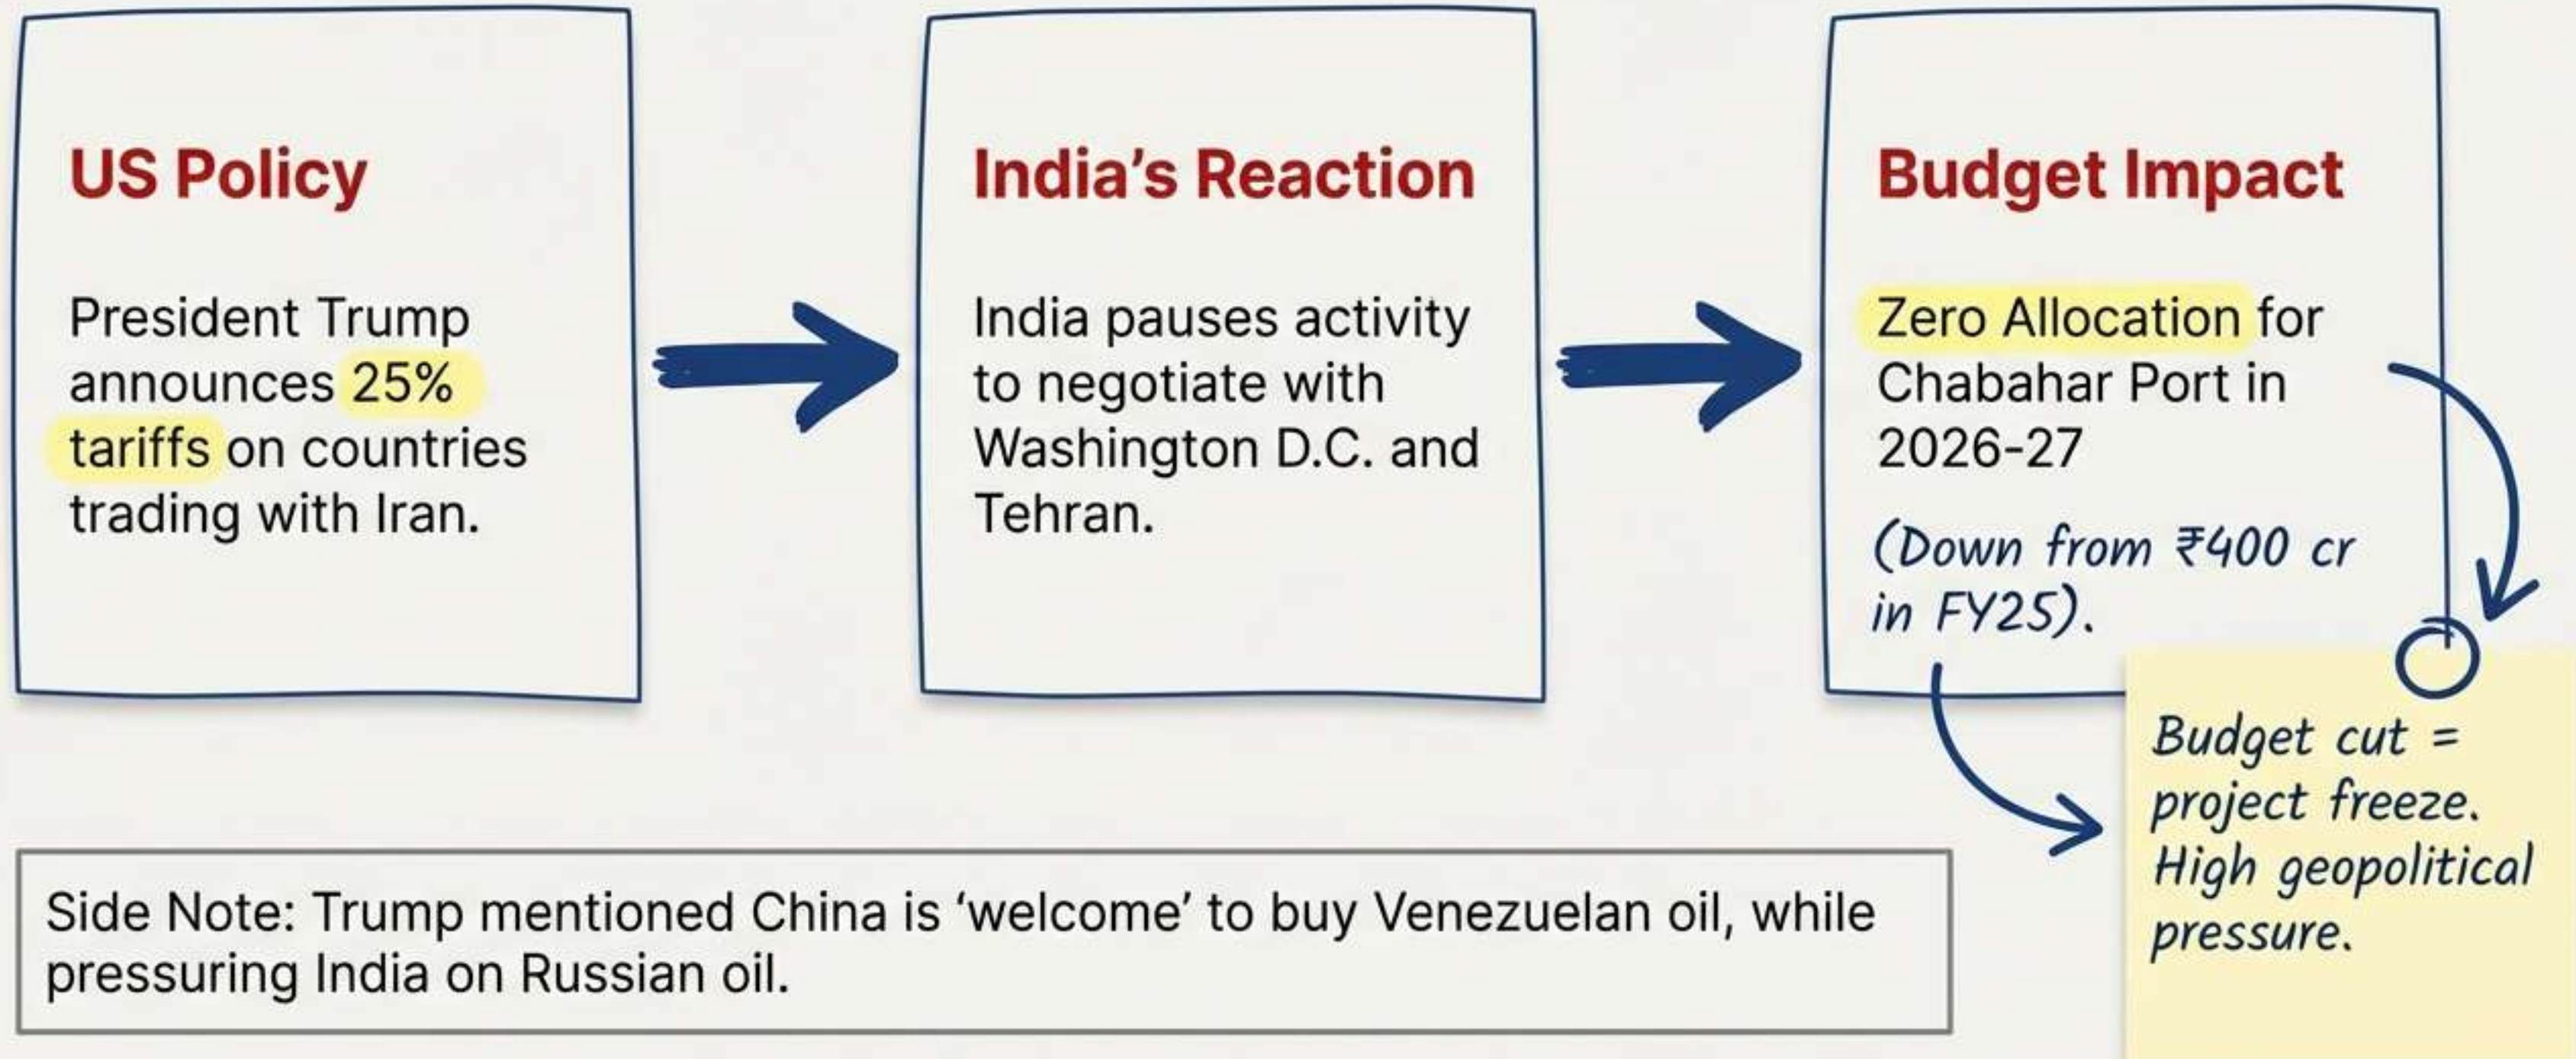 US Policy
President Trump
announces 25%
tariffs on countries
trading with Iran.
India’s Reaction
India pauses activity
to negotiate with
Washington D.C. and
Tehran.
Budget Impact
Zero Allocation for
Chabahar Port in
2026-27
(Down from ₹400 cr
in FY25).
Budget cut =
project freeze.
High geopolitical
pressure.
Side Note: Trump mentioned China is ‘welcome’ to buy Venezuelan oil, while
pressuring India on Russian oil.